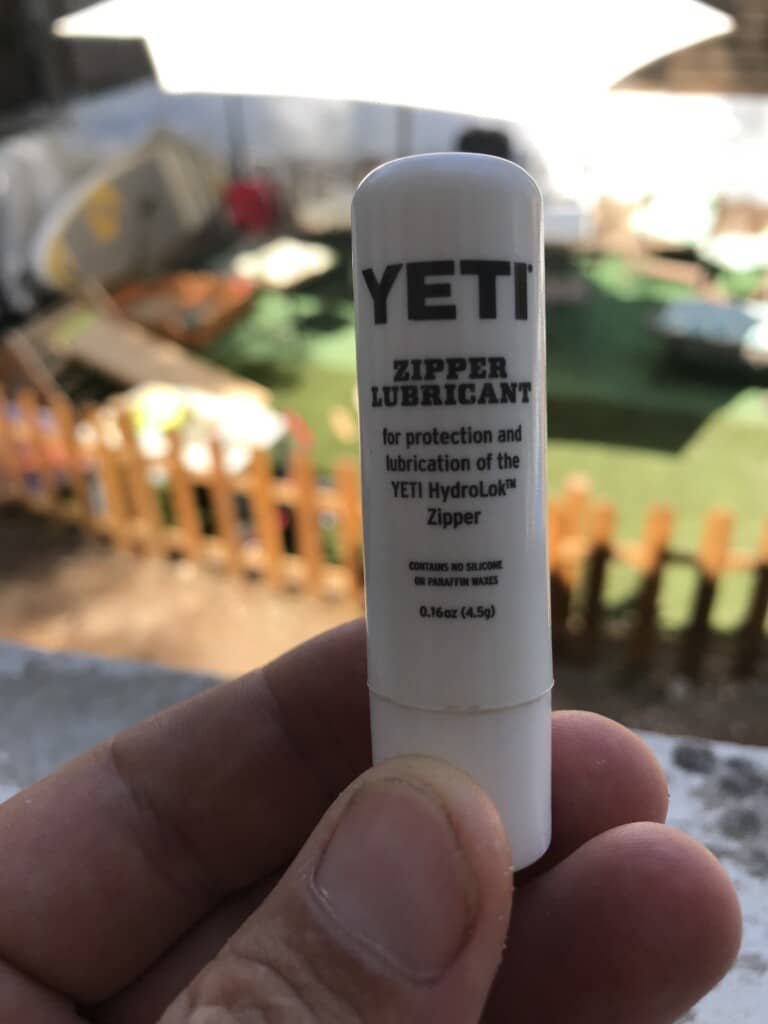 YETI
ZIPPER
LUBRICANT
for protection and
lubrication of the
YETI HydroLok™
Zipper
CONTAINS NO SILICONE
OR PARAFFIN WAXES
0.16oz (4.5g)